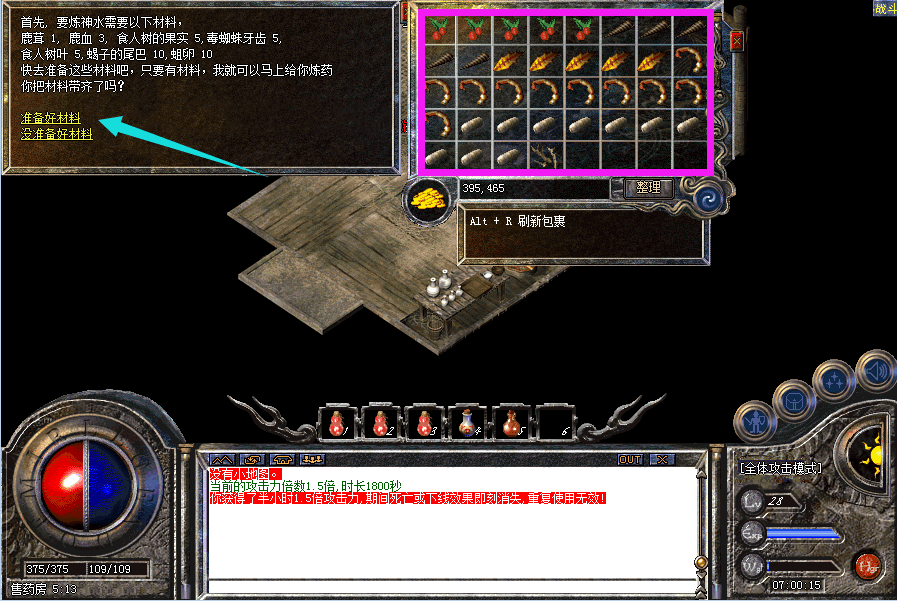 战斗
首先, 要炼神水需要以下材料,
鹿茸 1, 鹿血 3, 食人树的果实 5,毒蜘蛛牙齿 5,
食人树叶 5,蝎子的尾巴 10,蛆卵 10
快去准备这些材料吧, 只要有材料, 我就可以马上给你炼药
你把材料带齐了吗?
准备好材料
没准备好材料
395,465
整理
Alt + R 刷新包裹
1 2 3 4 5 6
OUT
没有小地图。
当前的攻击力倍数1.5倍,时长1800秒
你获得了半小时1.5倍攻击力,期间死亡或下线效果即刻消失,重复使用无效!
[全体攻击模式]
Lv 28
Exp
375/375 109/109
售药房 5:13
07:00:15